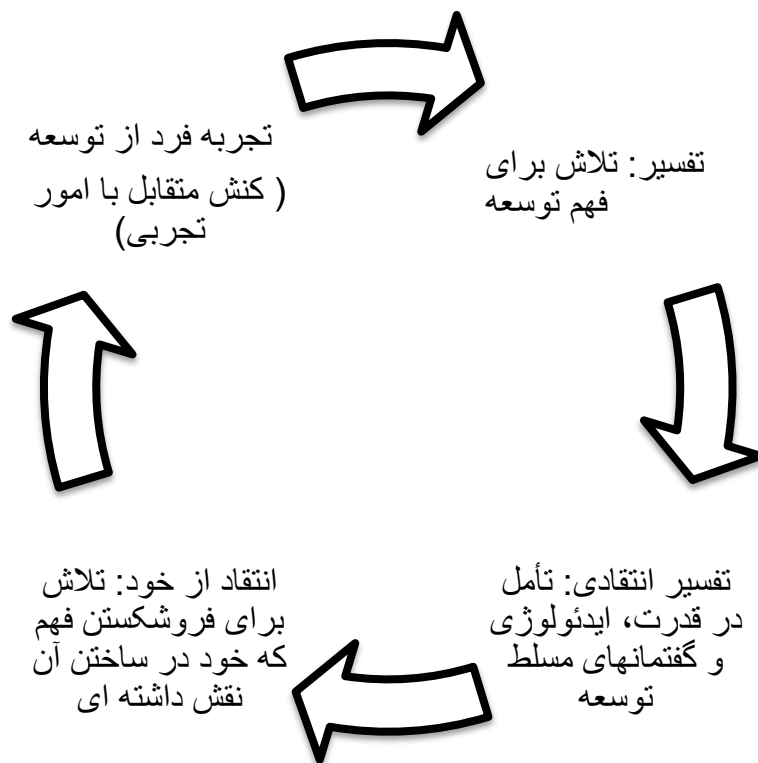 تجربه فرد از توسعه
( کنش متقابل با امور
تجربی)
تفسیر: تلاش برای
فهم توسعه
تفسیر انتقادی: تأمل
در قدرت، ایدئولوژی
و گفتمانهای مسلط
توسعه
انتقاد از خود: تلاش
برای فروشکستن فهم
که خود در ساختن آن
نقش داشته ای